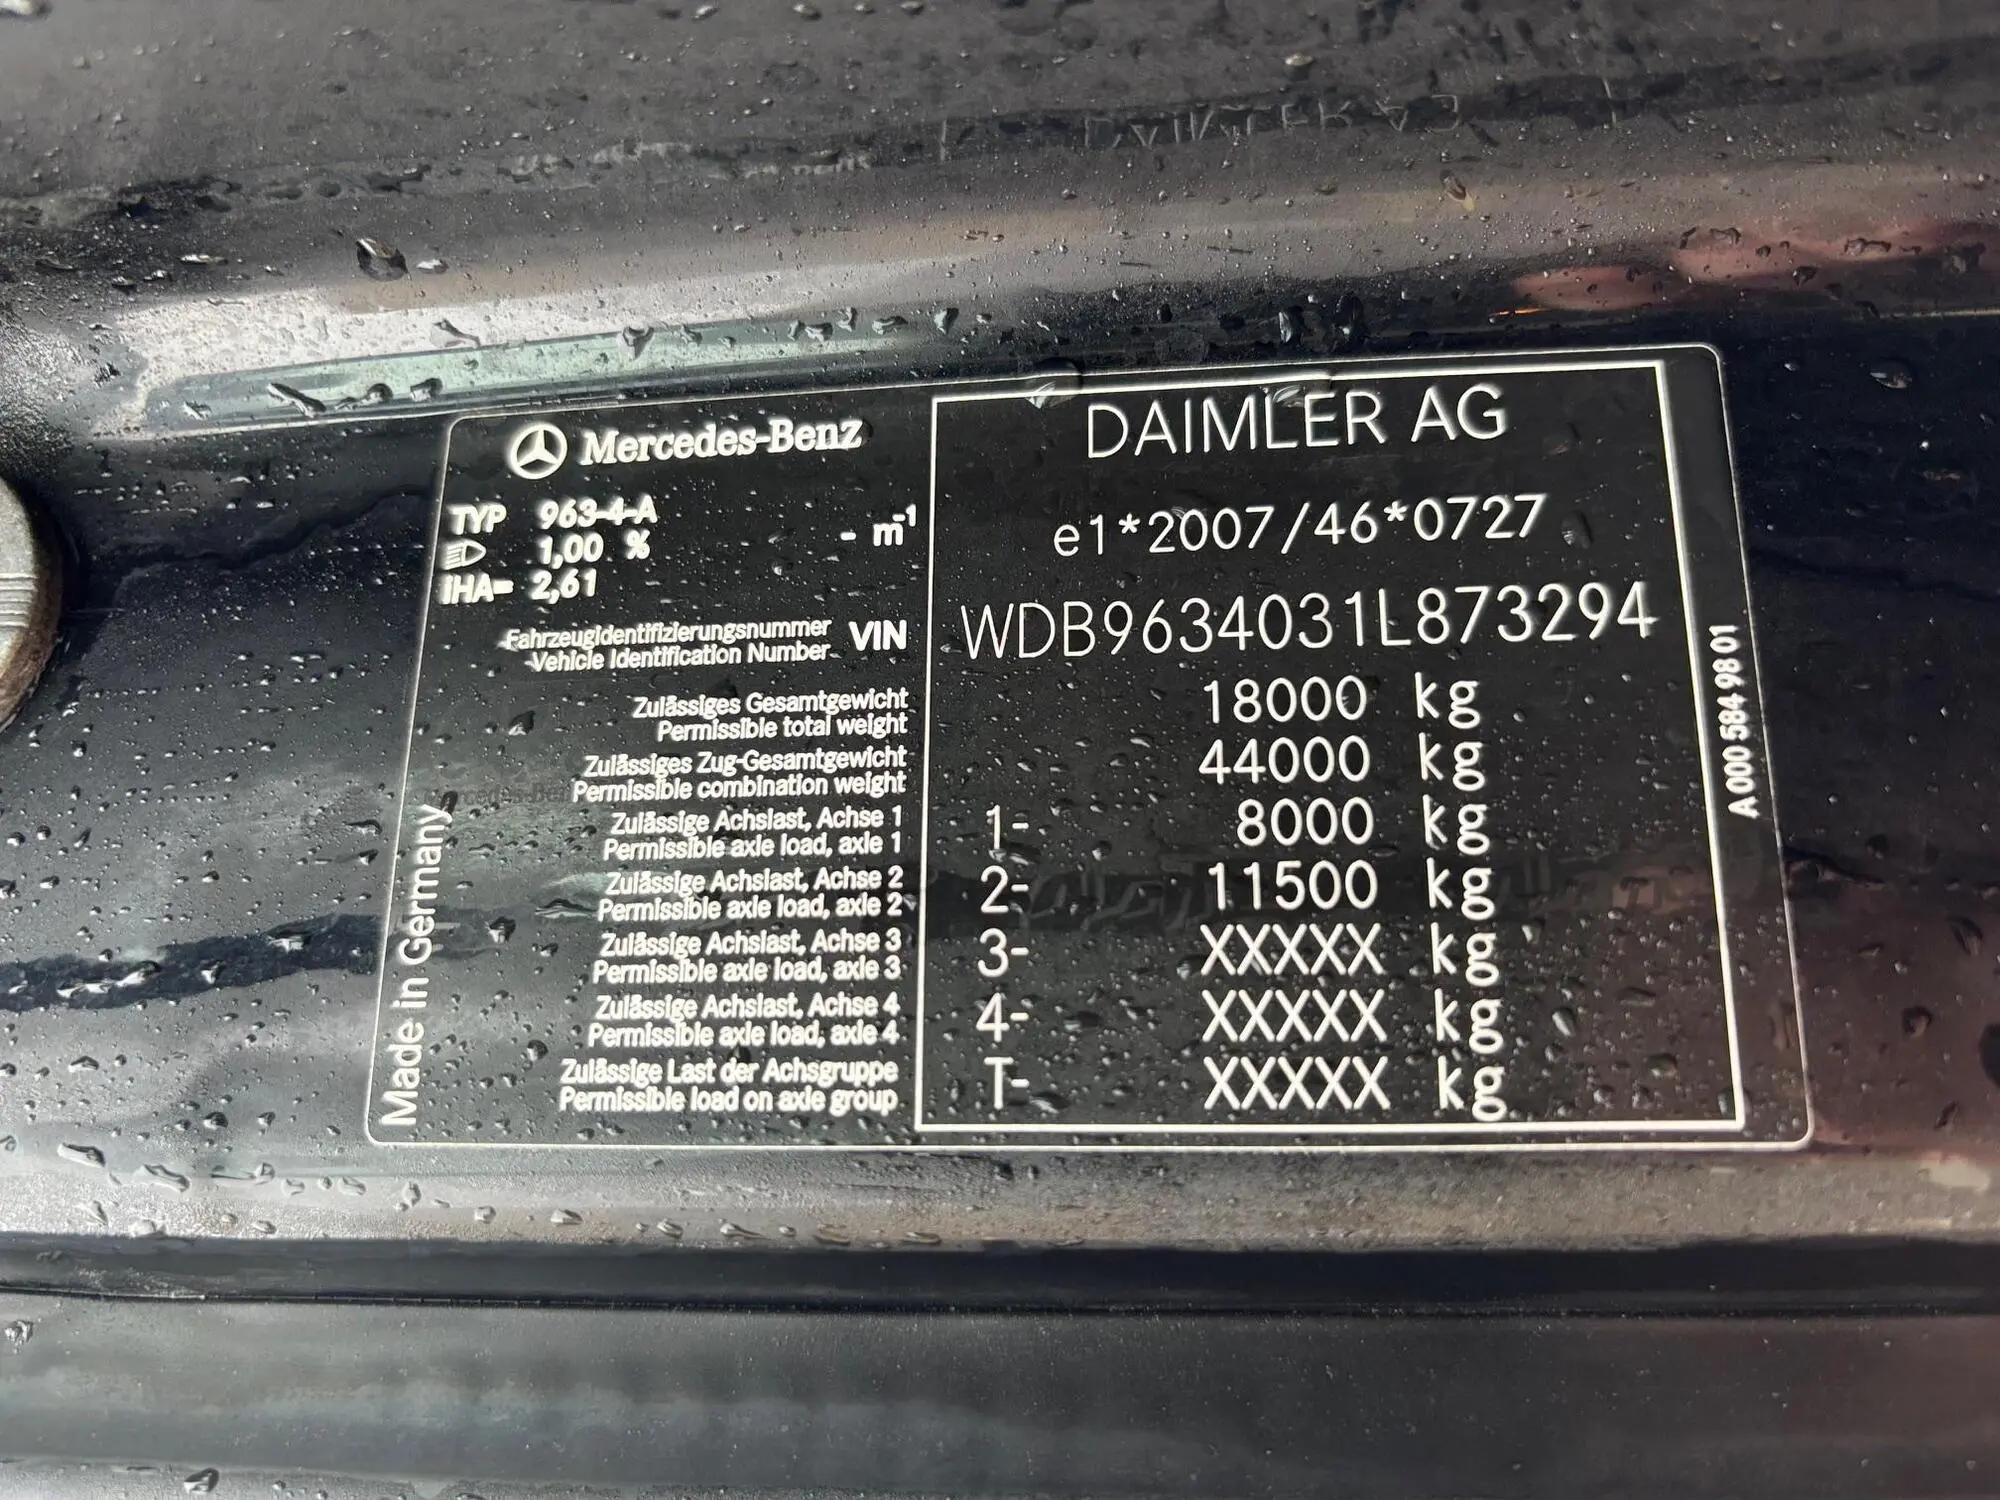 Mercedes-Benz
TYP 963-4-A
1,00 % - m-1
IHA= 2,61
Fahrzeugidentifizierungsnummer
Vehicle Identification Number
VIN
Zulässiges Gesamtgewicht
Permissible total weight
Zulässiges Zug-Gesamtgewicht
Permissible combination weight
Zulässige Achslast, Achse 1
Permissible axle load, axle 1
Zulässige Achslast, Achse 2
Permissible axle load, axle 2
Zulässige Achslast, Achse 3
Permissible axle load, axle 3
Zulässige Achslast, Achse 4
Permissible axle load, axle 4
Zulässige Last der Achsgruppe
Permissible load on axle group
Made in Germany
DAIMLER AG
e1*2007/46*0727
WDB9634031L873294
18000 kg
44000 kg
1- 8000 kg
2- 11500 kg
3- XXXXX kg
4- XXXXX kg
T- XXXXX kg
A 000 584 98 01